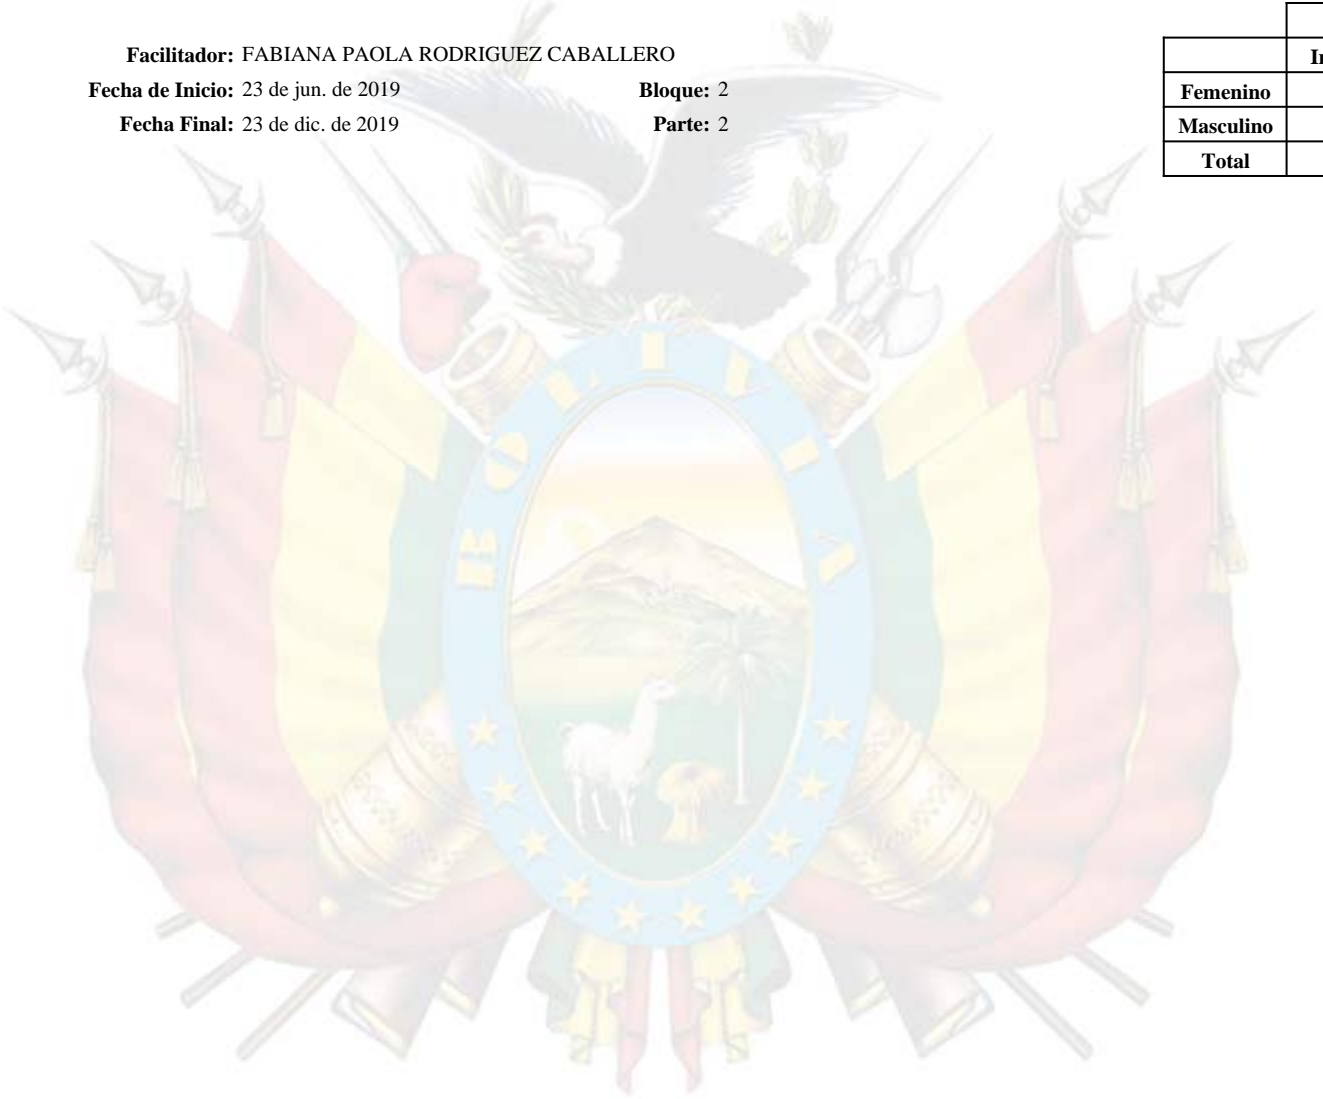 Facilitador: FABIANA PAOLA RODRIGUEZ CABALLERO
Fecha de Inicio: 23 de jun. de 2019 Bloque: 2
Fecha Final: 23 de dic. de 2019 Parte: 2
Femenino
Masculino
Total
BOLIVIA